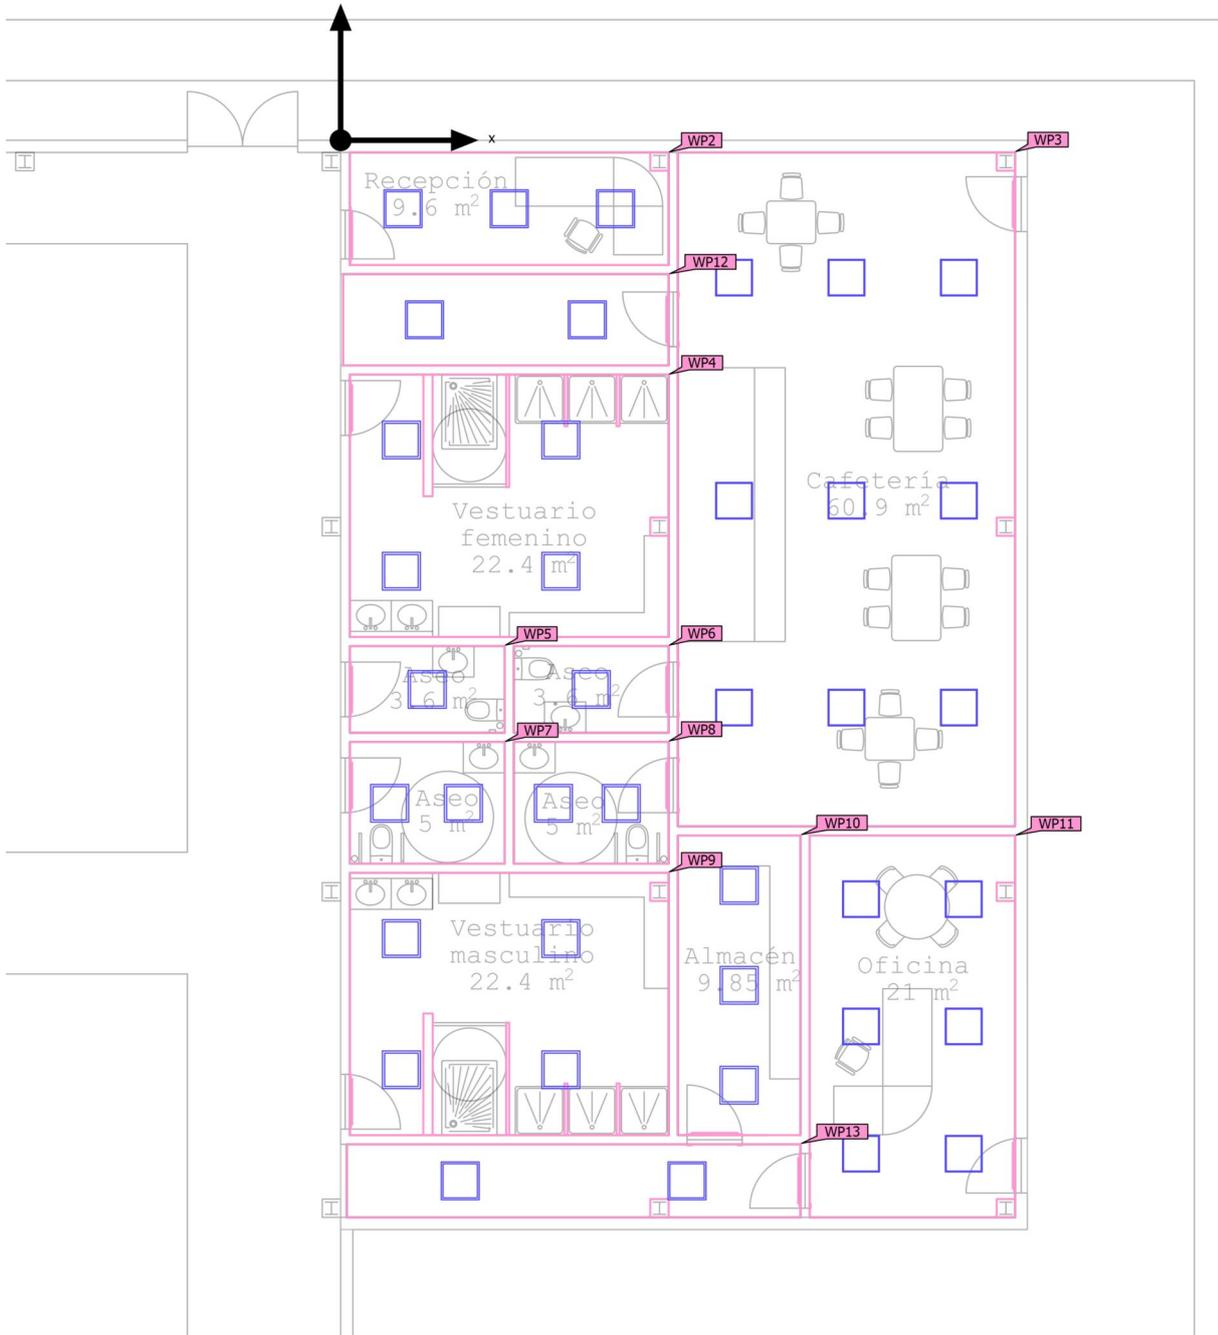 WP2
WP3
x
Recepción
9.6 m²
WP12
WP4
Cafetería
60.9 m²
Vestuario
femenino
22.4 m²
WP5
WP6
Aseo
3.6 m²
Aseo
3.6 m²
WP7
WP8
Aseo
5 m²
Aseo
5 m²
WP10
WP11
WP9
Vestuario
masculino
22.4 m²
Almacén
9.85 m²
Oficina
21 m²
WP13